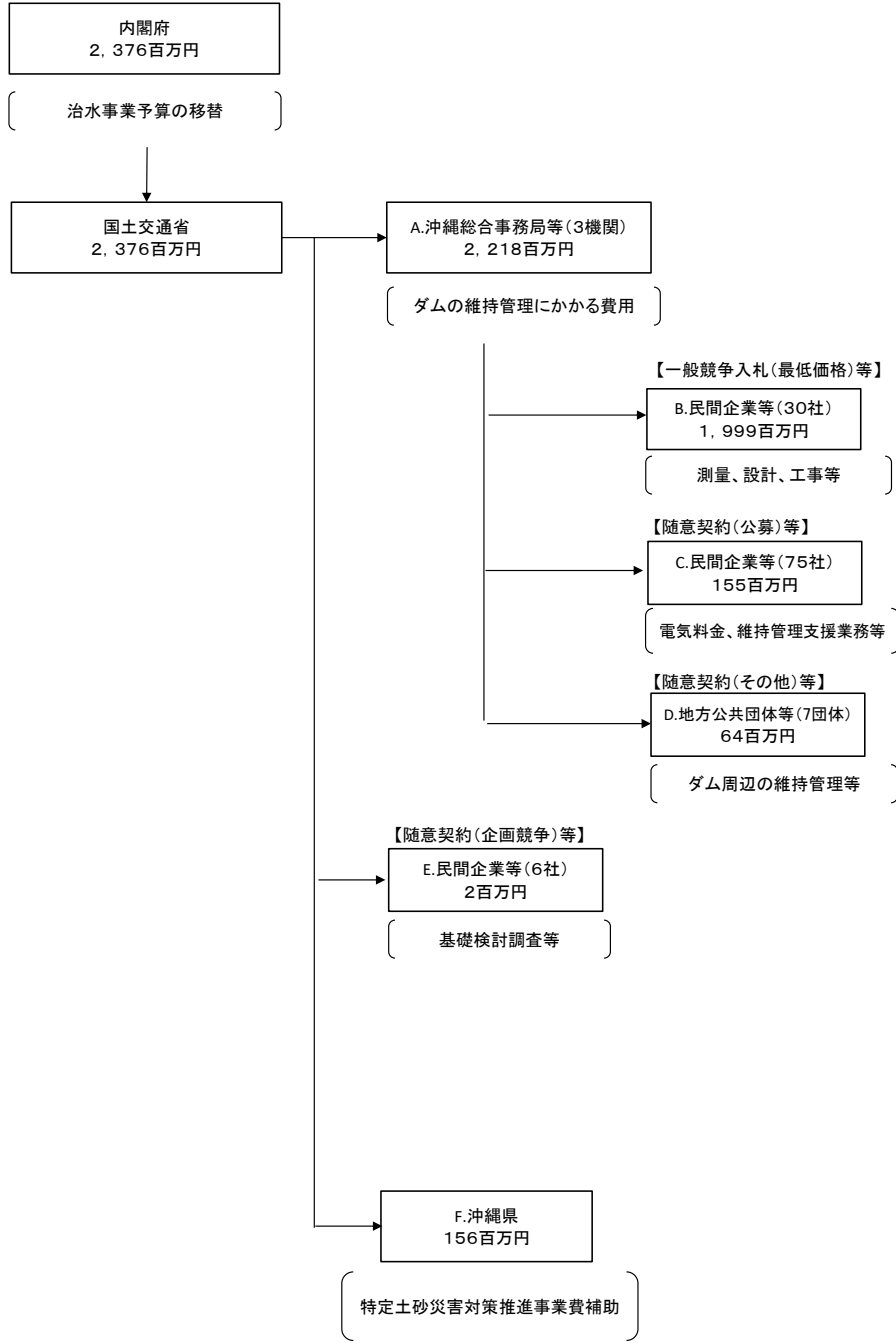 内閣府
2,376百万円
治水事業予算の移替
国土交通省
2,376百万円
A.沖縄総合事務局等(3機関)
2,218百万円
ダムの維持管理にかかる費用
【一般競争入札(最低価格)等】
B.民間企業等(30社)
1,999百万円
測量、設計、工事等
【随意契約(公募)等】
C.民間企業等(75社)
155百万円
電気料金、維持管理支援業務等
【随意契約(その他)等】
D.地方公共団体等(7団体)
64百万円
ダム周辺の維持管理等
【随意契約(企画競争)等】
E.民間企業等(6社)
2百万円
基礎検討調査等
F.沖縄県
156百万円
特定土砂災害対策推進事業費補助